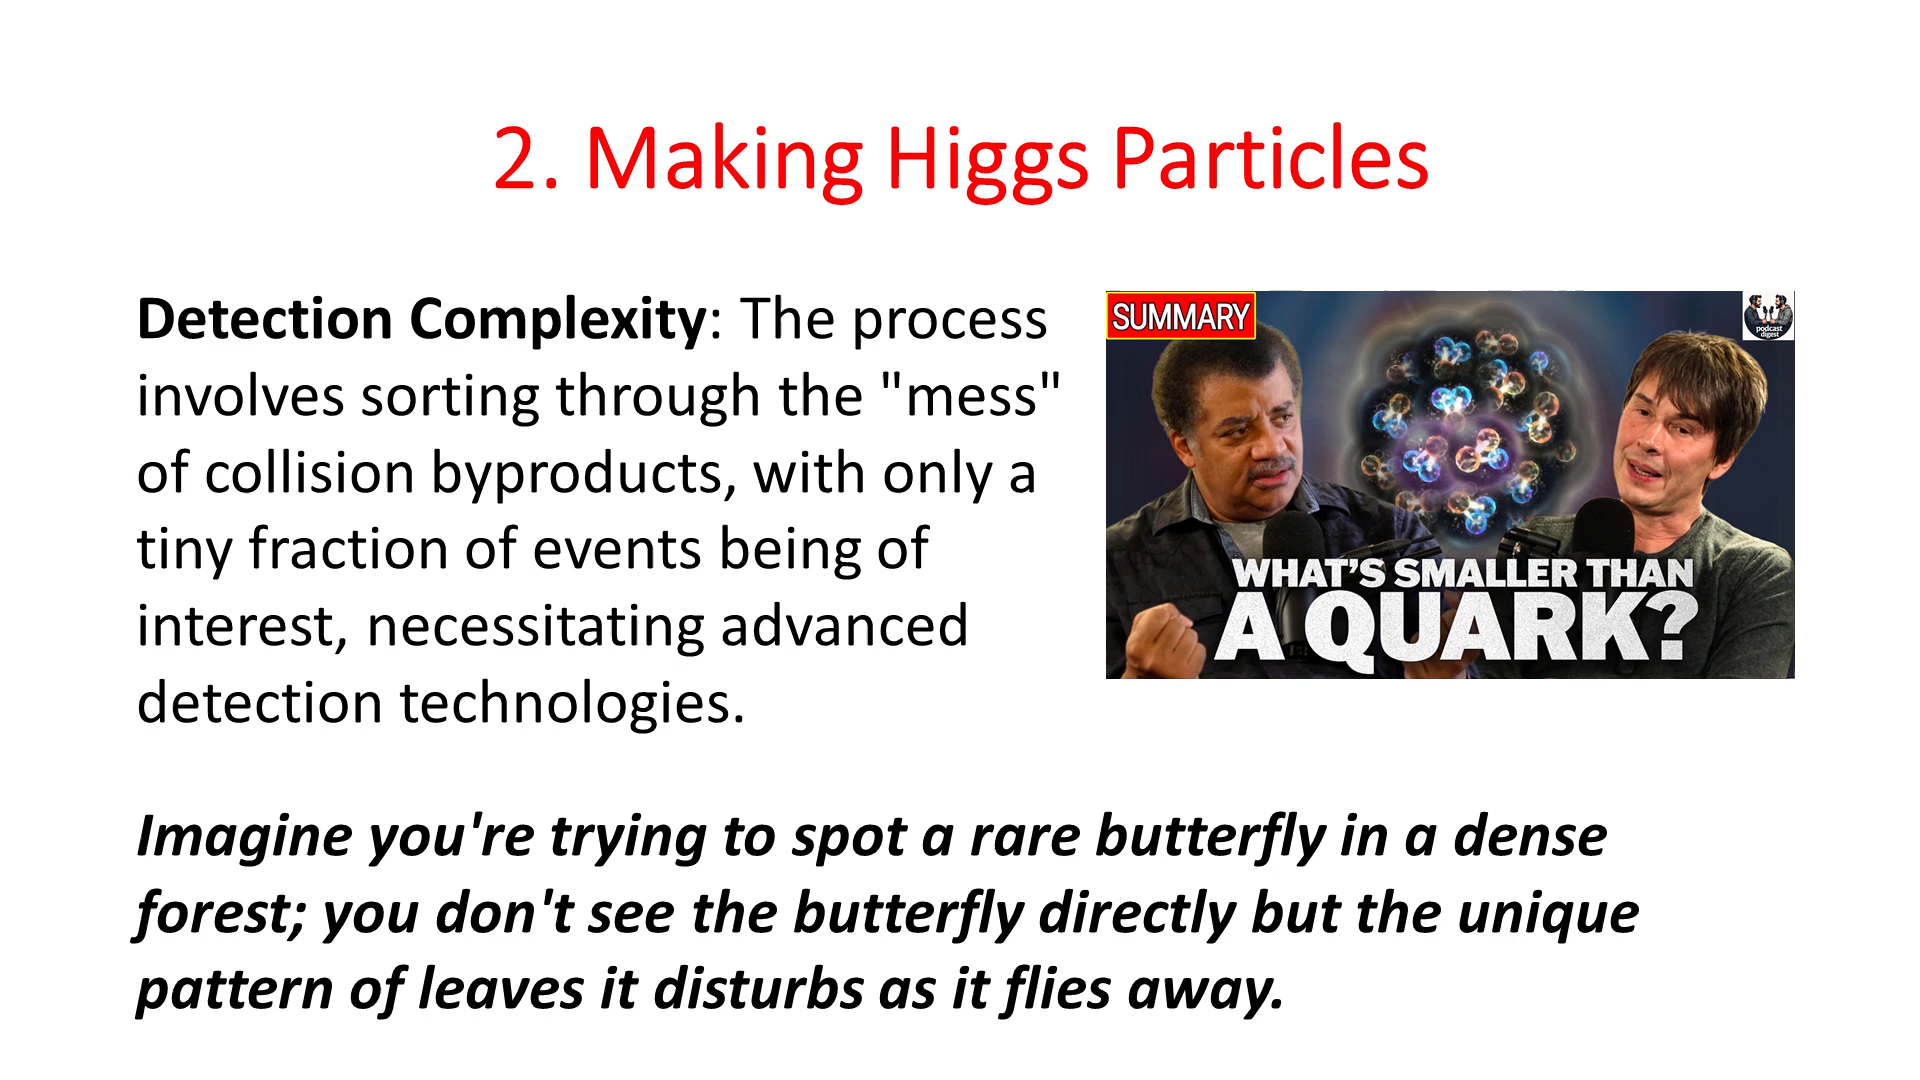 2. Making Higgs Particles
Detection Complexity: The process
involves sorting through the "mess"
of collision byproducts, with only a
tiny fraction of events being of
interest, necessitating advanced
detection technologies.
SUMMARY
podcast
digest
WHAT'S SMALLER THAN
A QUARK?
Imagine you're trying to spot a rare butterfly in a dense
forest; you don't see the butterfly directly but the unique
pattern of leaves it disturbs as it flies away.